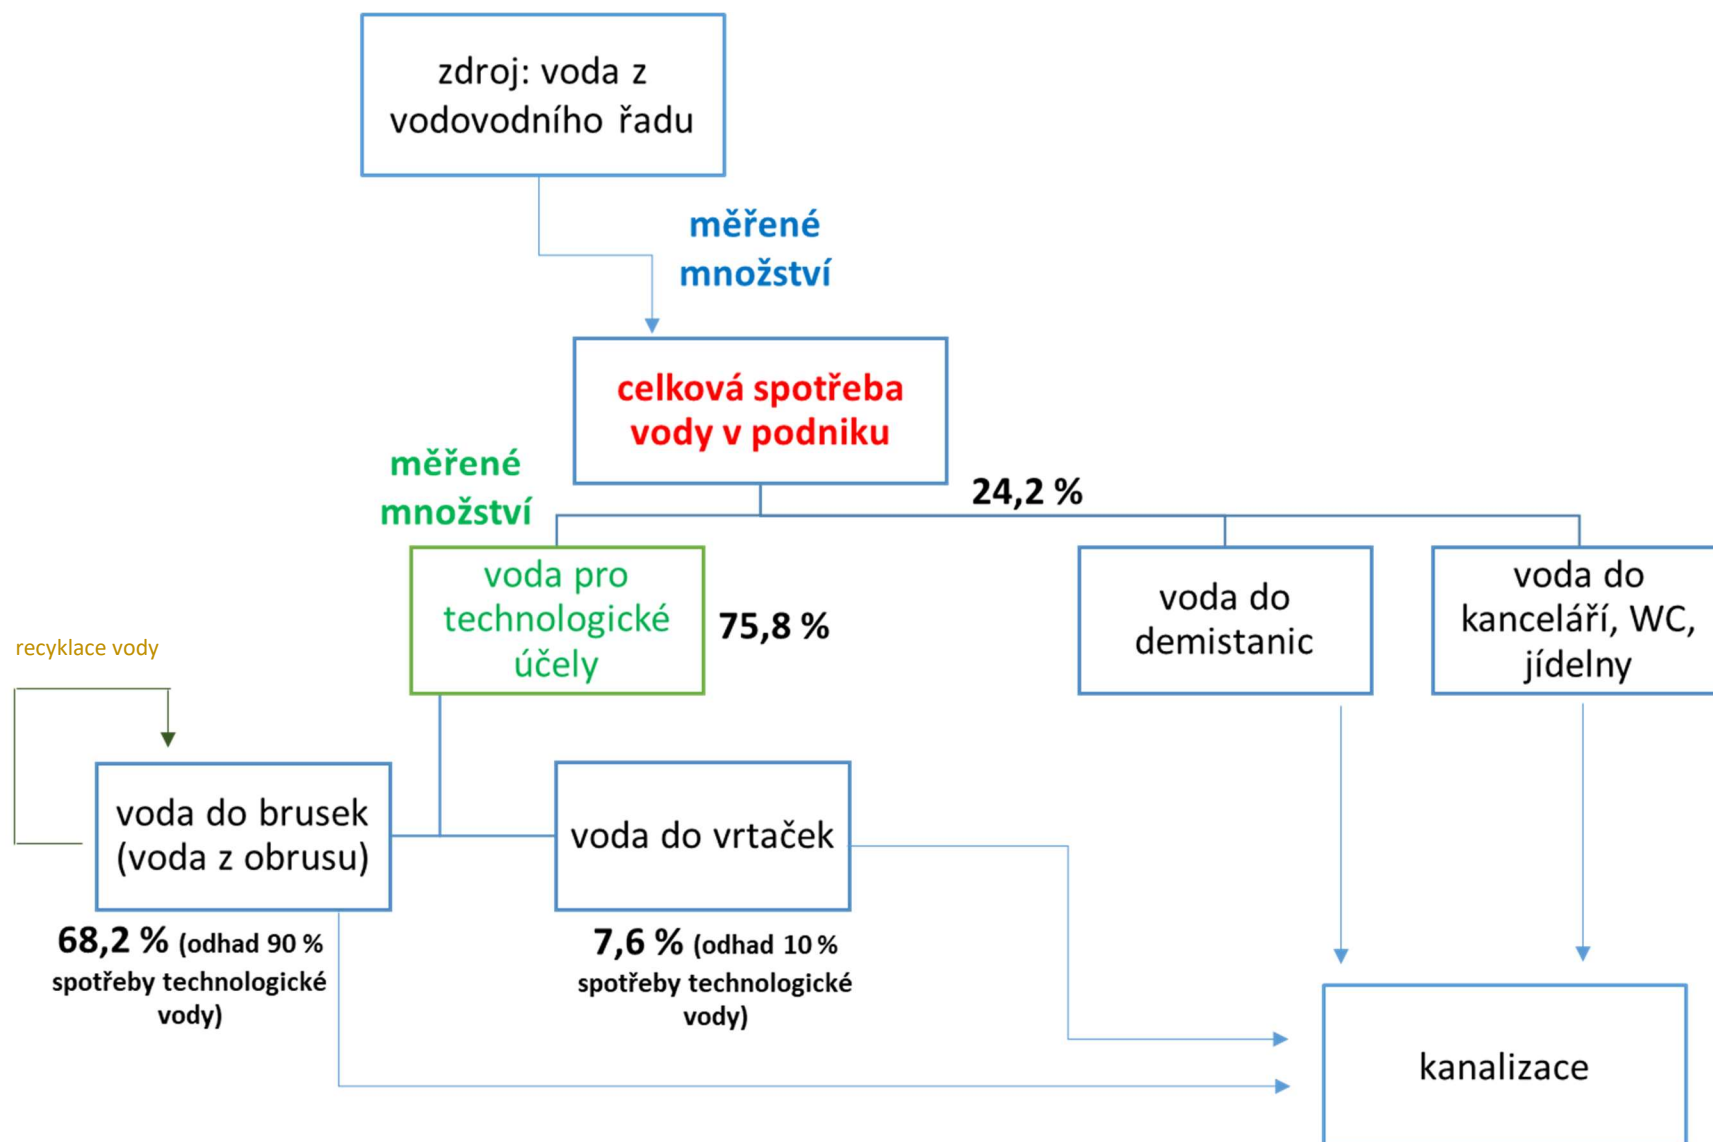 zdroj: voda z
vodovodního řadu
měřené
množství
celková spotřeba
vody v podniku
měřené
množství
24,2 %
voda pro
technologické
účely
75,8 %
voda do
demistanic
voda do
kanceláří, WC,
jídelny
recyklace vody
voda do brusek
(voda z obrusu)
voda do vrtaček
68,2 % (odhad 90 %
spotřeby technologické
vody)
7,6 % (odhad 10 %
spotřeby technologické
vody)
kanalizace